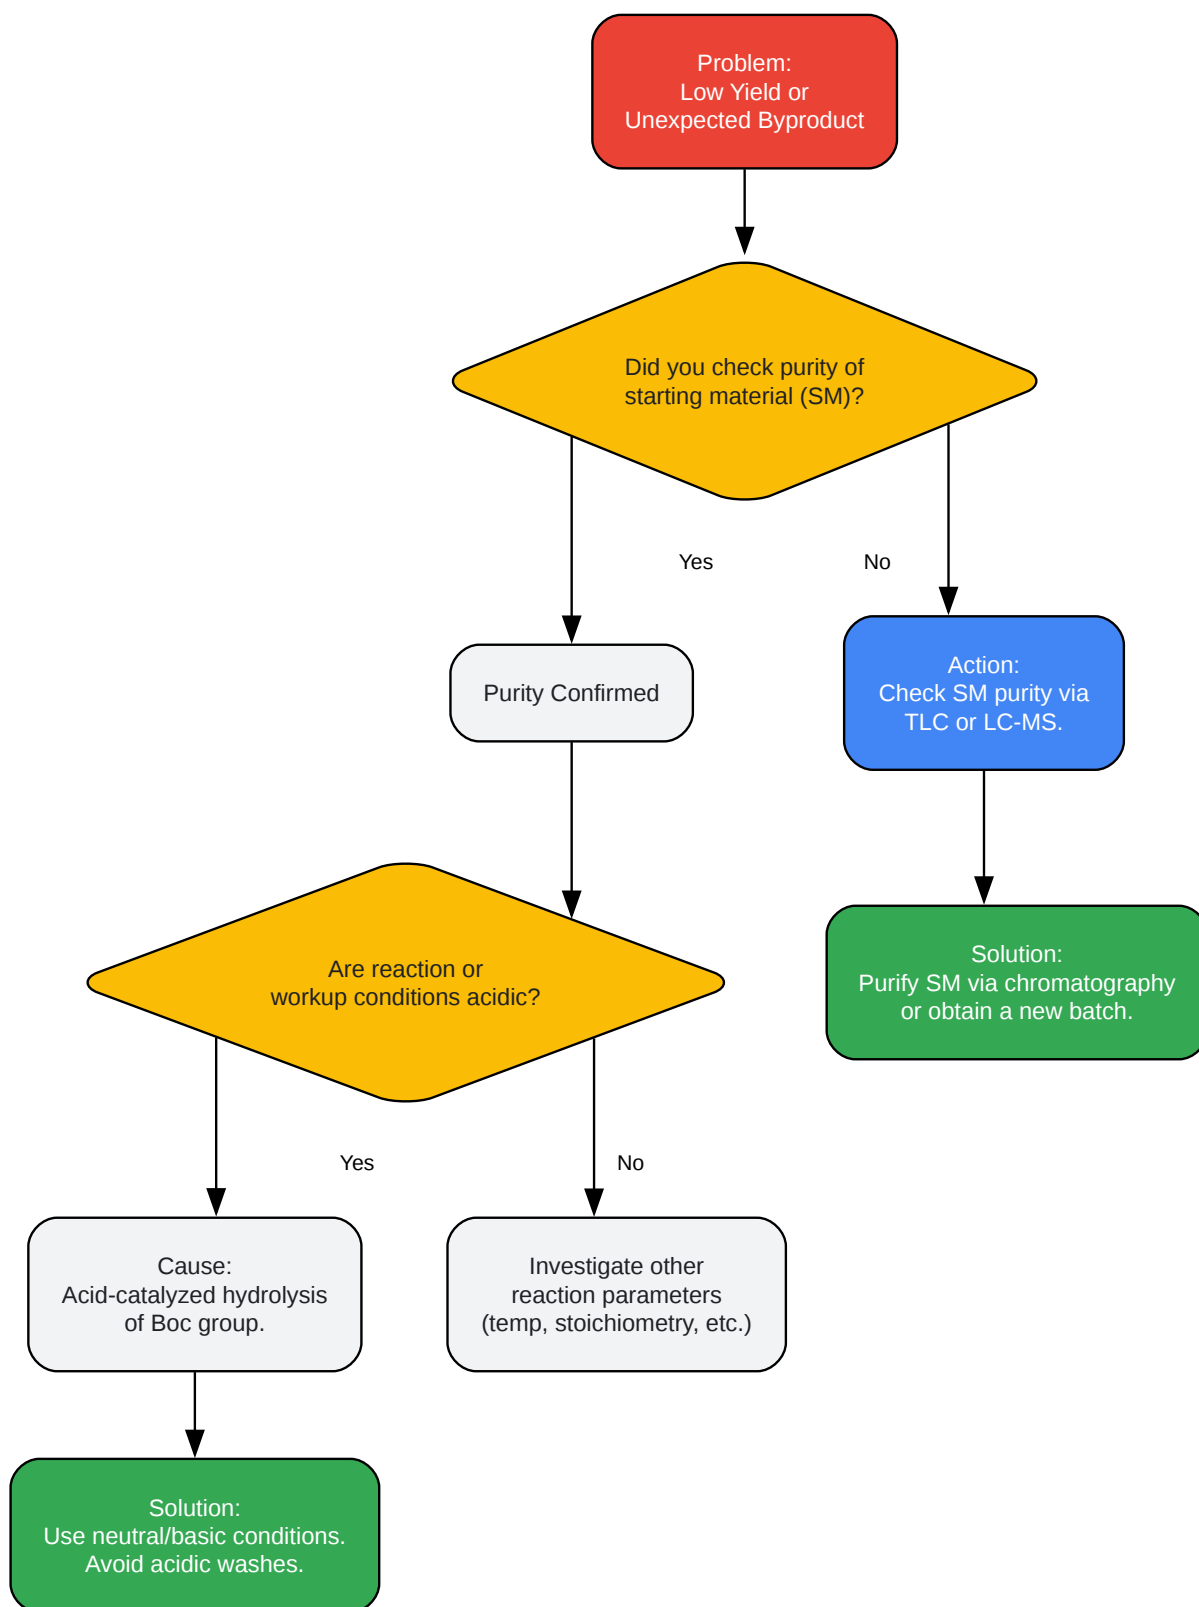 Problem:
Low Yield or
Unexpected Byproduct
Did you check purity of
starting material (SM)?
Yes
No
Purity Confirmed
Action:
Check SM purity via
TLC or LC-MS.
Solution:
Purify SM via chromatography
or obtain a new batch.
Are reaction or
workup conditions acidic?
Yes
No
Cause:
Acid-catalyzed hydrolysis
of Boc group.
Investigate other
reaction parameters
(temp, stoichiometry, etc.)
Solution:
Use neutral/basic conditions.
Avoid acidic washes.